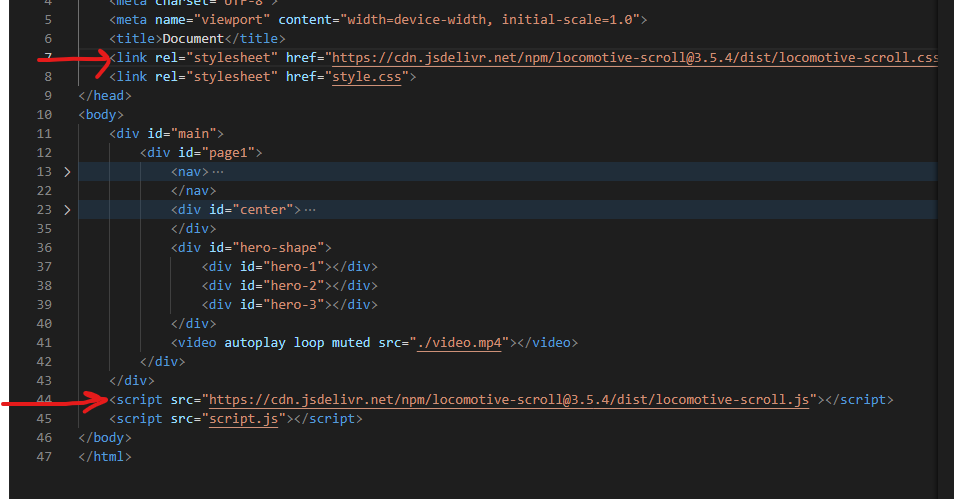 4 <meta charset="UTF-8">
5 <meta name="viewport" content="width=device-width, initial-scale=1.0">
6 <title>Document</title>
7 <link rel="stylesheet" href="https://cdn.jsdelivr.net/npm/locomotive-scroll@3.5.4/dist/locomotive-scroll.css
8 <link rel="stylesheet" href="style.css">
9 </head>
10 <body>
11 <div id="main">
12 <div id="page1">
13 <nav>···
22 </nav>
23 <div id="center">···
35 </div>
36 <div id="hero-shape">
37 <div id="hero-1"></div>
38 <div id="hero-2"></div>
39 <div id="hero-3"></div>
40 </div>
41 <video autoplay loop muted src="./video.mp4"></video>
42 </div>
43 </div>
44 <script src="https://cdn.jsdelivr.net/npm/locomotive-scroll@3.5.4/dist/locomotive-scroll.js"></script>
45 <script src="script.js"></script>
46 </body>
47 </html>